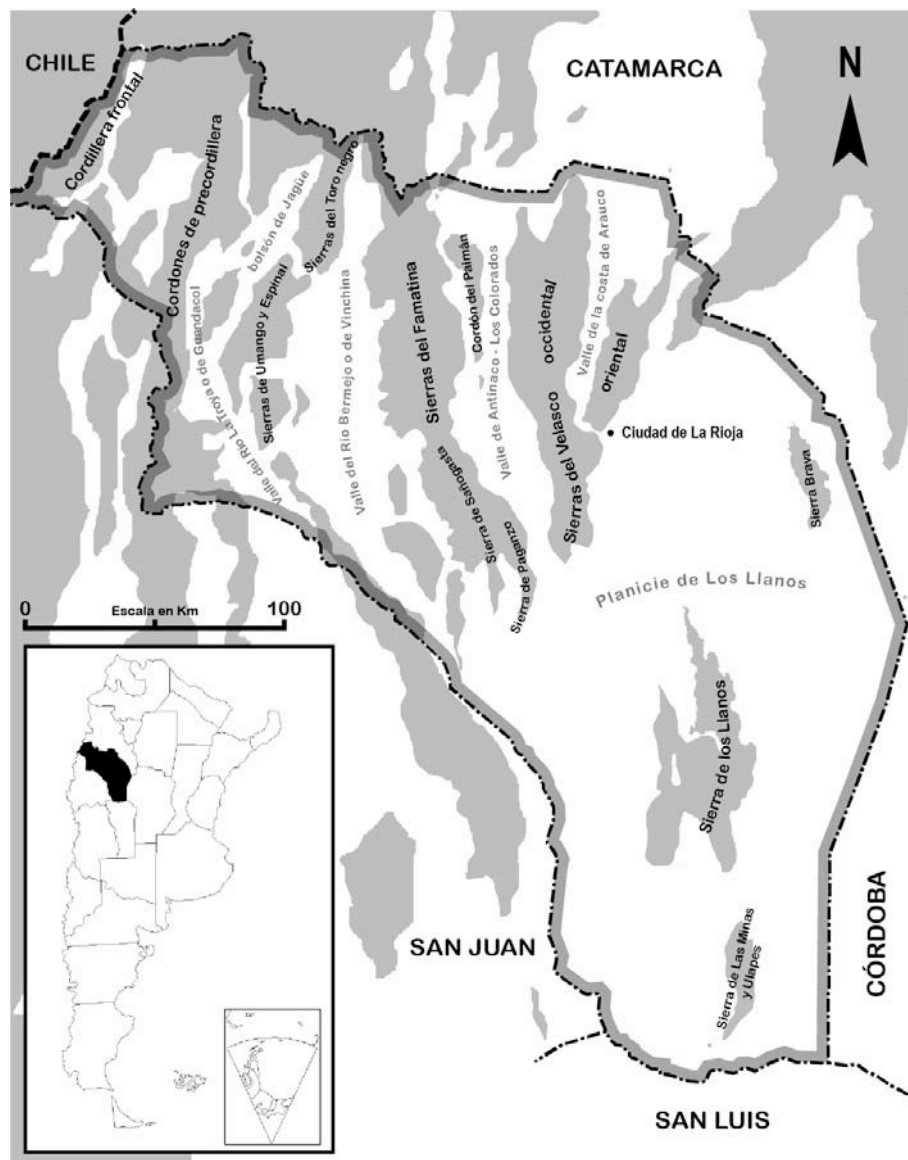 CHILE
CATAMARCA
N
Cordillera frontal
Cordones de precordillera
bolsón de Jagüe
Sierras del Toro negro
Sierras de Umango y Espinal
Valle del Río La Troya o de Guandacol
Valle del Río Bermejo o de Vinchina
Sierras del Famatina
Cordón del Paimán
Valle de Antinaco - Los Colorados
occidental
Valle de la costa de Arauco
oriental
Sierras del Velasco
Ciudad de La Rioja
Sierra Brava
Sierra de Sañogasta
Sierra de Paganzo
Planicie de Los Llanos
0
Escala en Km
100
Sierra de los Llanos
SAN JUAN
Sierra de Las Minas
y Ulapes
CÓRDOBA
SAN LUIS